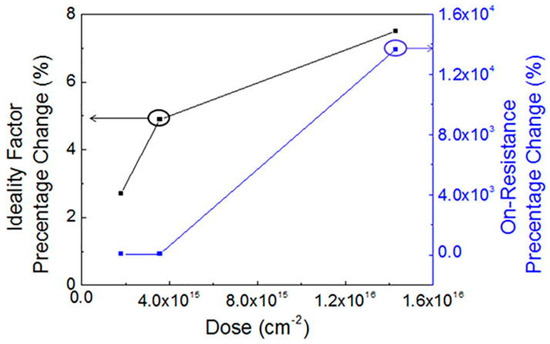 Ideality Factor
Precentage Change (%)
8
6
4
2
0
0.0
4.0x10¹⁵
8.0x10¹⁵
1.2x10¹⁶
1.6x10¹⁶
Dose (cm⁻²)
1.6x10⁴
1.2x10⁴
8.0x10³
4.0x10³
0.0
On-Resistance
Precentage Change (%)